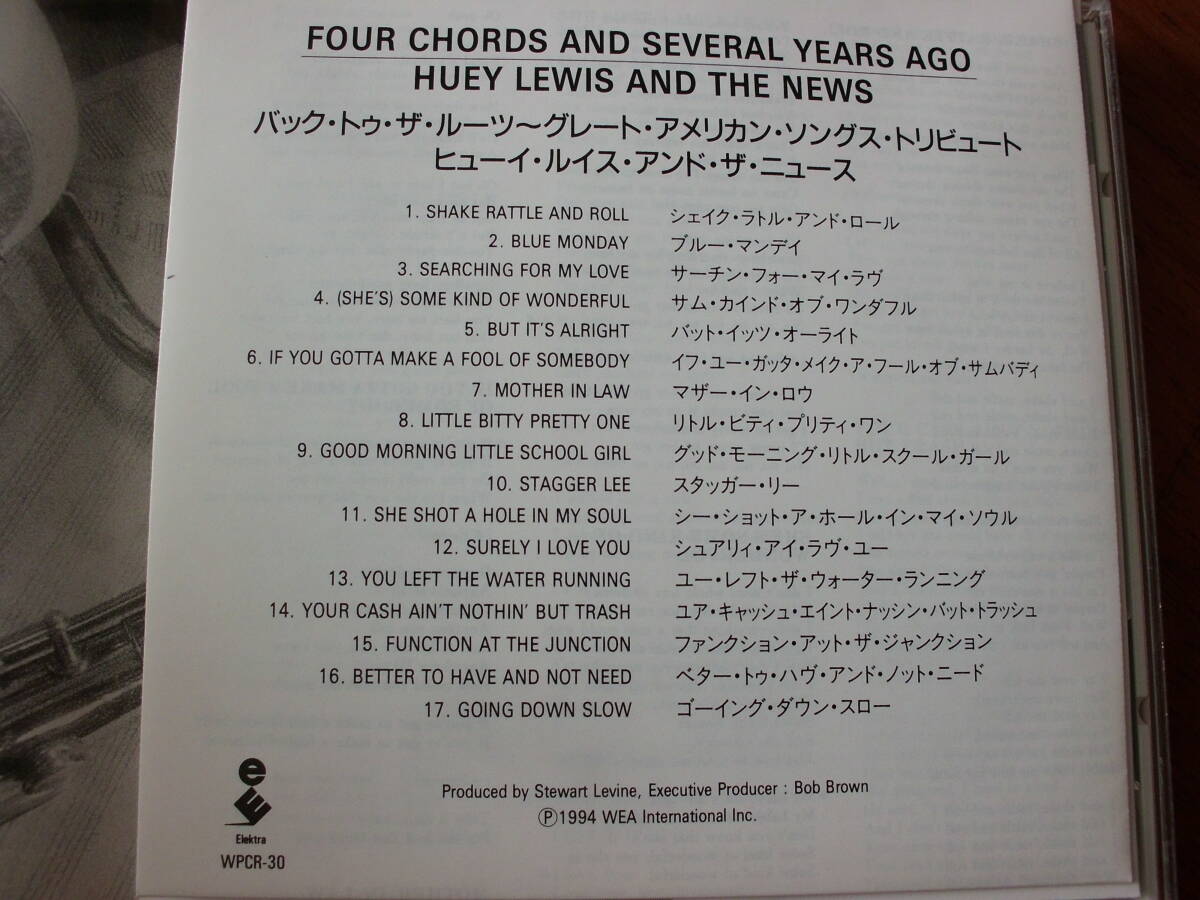 FOUR CHORDS AND SEVERAL YEARS AGO
HUEY LEWIS AND THE NEWS
バック・トゥ・ザ・ルーツ〜グレート・アメリカン・ソングス・トリビュート
ヒューイ・ルイス・アンド・ザ・ニュース
1. SHAKE RATTLE AND ROLL シェイク・ラトル・アンド・ロール
2. BLUE MONDAY ブルー・マンデイ
3. SEARCHING FOR MY LOVE サーチン・フォー・マイ・ラヴ
4. (SHE'S) SOME KIND OF WONDERFUL サム・カインド・オブ・ワンダフル
5. BUT IT'S ALRIGHT バット・イッツ・オーライト
6. IF YOU GOTTA MAKE A FOOL OF SOMEBODY イフ・ユー・ガッタ・メイク・ア・フール・オブ・サムバディ
7. MOTHER IN LAW マザー・イン・ロウ
8. LITTLE BITTY PRETTY ONE リトル・ビティ・プリティ・ワン
9. GOOD MORNING LITTLE SCHOOL GIRL グッド・モーニング・リトル・スクール・ガール
10. STAGGER LEE スタッガー・リー
11. SHE SHOT A HOLE IN MY SOUL シー・ショット・ア・ホール・イン・マイ・ソウル
12. SURELY I LOVE YOU シュアリィ・アイ・ラヴ・ユー
13. YOU LEFT THE WATER RUNNING ユー・レフト・ザ・ウォーター・ランニング
14. YOUR CASH AIN'T NOTHIN' BUT TRASH ユア・キャッシュ・エイント・ナッシン・バット・トラッシュ
15. FUNCTION AT THE JUNCTION ファンクション・アット・ザ・ジャンクション
16. BETTER TO HAVE AND NOT NEED ベター・トゥ・ハヴ・アンド・ノット・ニード
17. GOING DOWN SLOW ゴーイング・ダウン・スロー
Produced by Stewart Levine, Executive Producer : Bob Brown
Ⓟ1994 WEA International Inc.
Elektra
WPCR-30